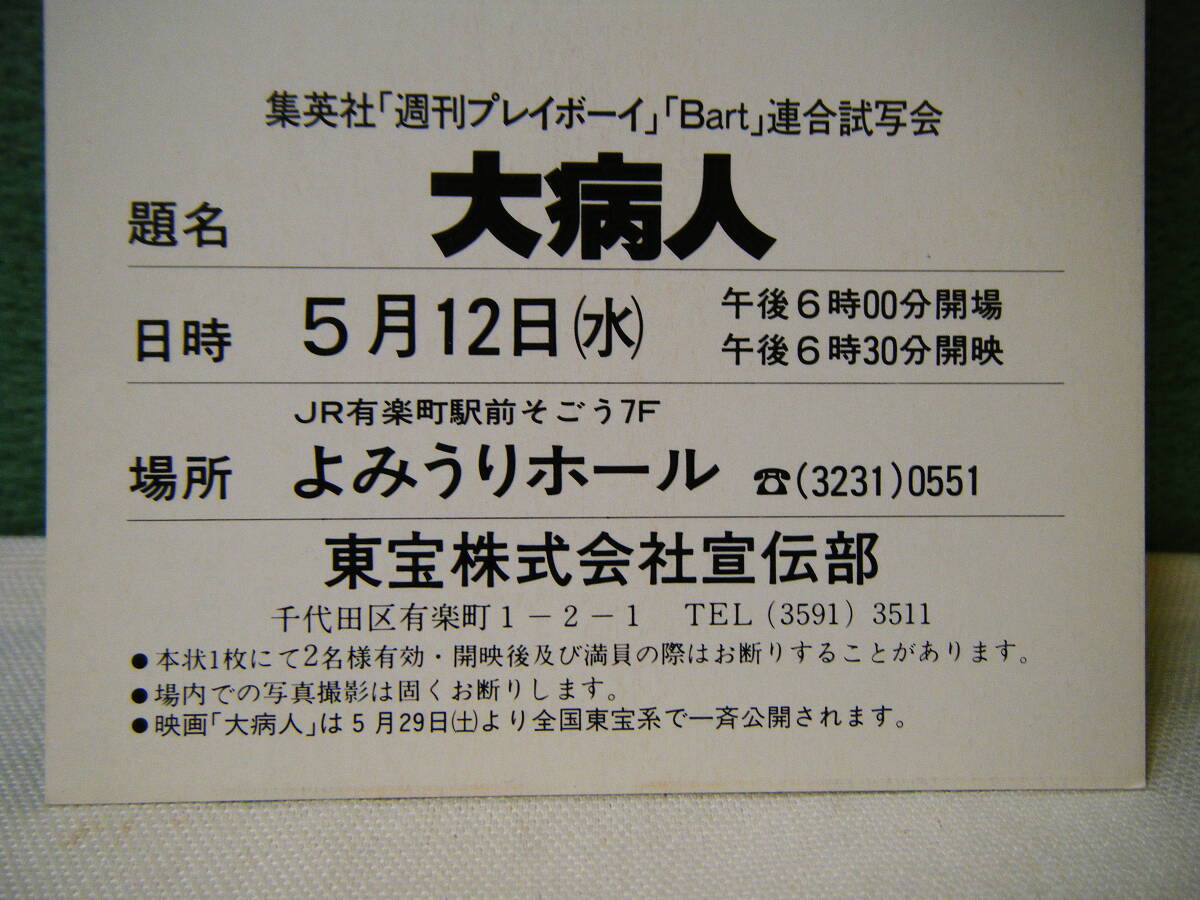 集英社「週刊プレイボーイ」「Bart」連合試写会
題名 大病人
日時 5月12日(水) 午後6時00分開場
午後6時30分開映
JR有楽町駅前そごう7F
場所 よみうりホール ☎(3231)0551
東宝株式会社宣伝部
千代田区有楽町1-2-1 TEL (3591) 3511
●本状1枚にて2名様有効・開映後及び満員の際はお断りすることがあります。
●場内での写真撮影は固くお断りします。
●映画「大病人」は5月29日(土)より全国東宝系で一斉公開されます。